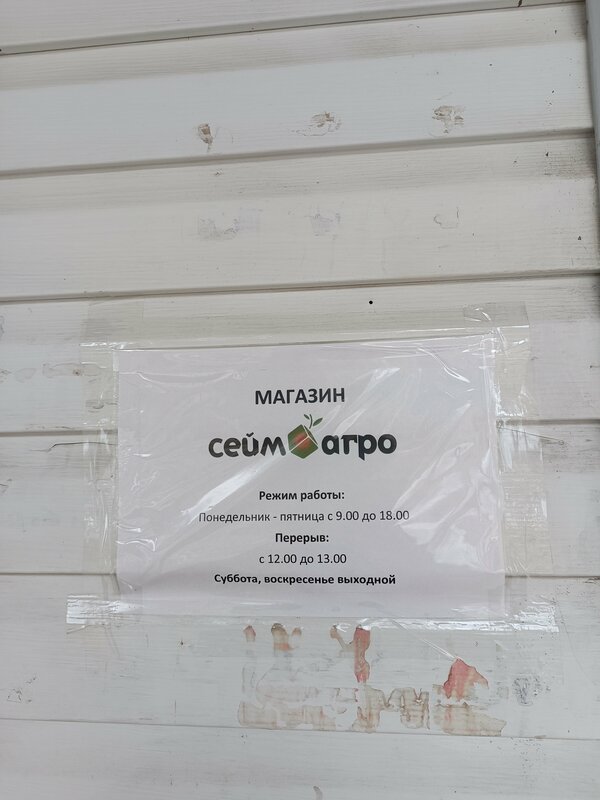 МАГАЗИН
сейм агро
Режим работы:
Понедельник - пятница с 9.00 до 18.00
Перерыв:
с 12.00 до 13.00
Суббота, воскресенье выходной